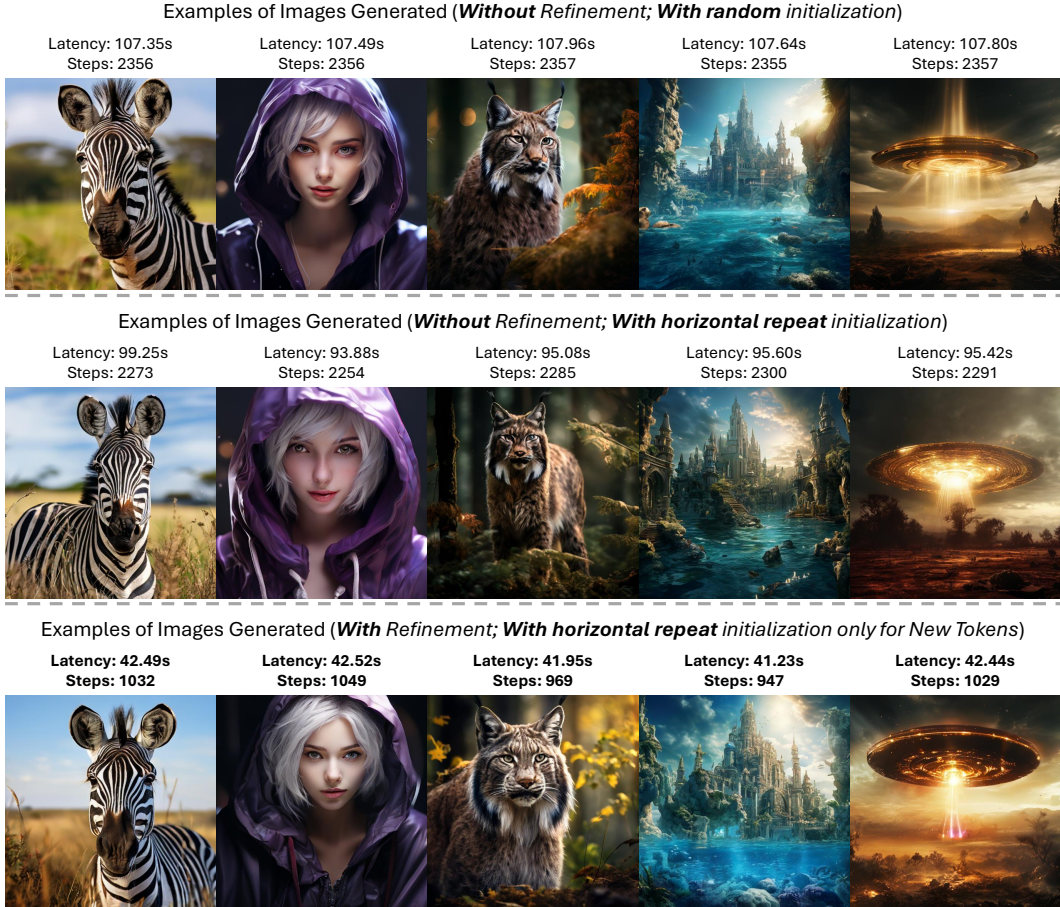 Examples of Images Generated (Without Refinement; With random initialization)
Latency: 107.35s
Steps: 2356
Latency: 107.49s
Steps: 2356
Latency: 107.96s
Steps: 2357
Latency: 107.64s
Steps: 2355
Latency: 107.80s
Steps: 2357
Examples of Images Generated (Without Refinement; With horizontal repeat initialization)
Latency: 99.25s
Steps: 2273
Latency: 93.88s
Steps: 2254
Latency: 95.08s
Steps: 2285
Latency: 95.60s
Steps: 2300
Latency: 95.42s
Steps: 2291
Examples of Images Generated (With Refinement; With horizontal repeat initialization only for New Tokens)
Latency: 42.49s
Steps: 1032
Latency: 42.52s
Steps: 1049
Latency: 41.95s
Steps: 969
Latency: 41.23s
Steps: 947
Latency: 42.44s
Steps: 1029